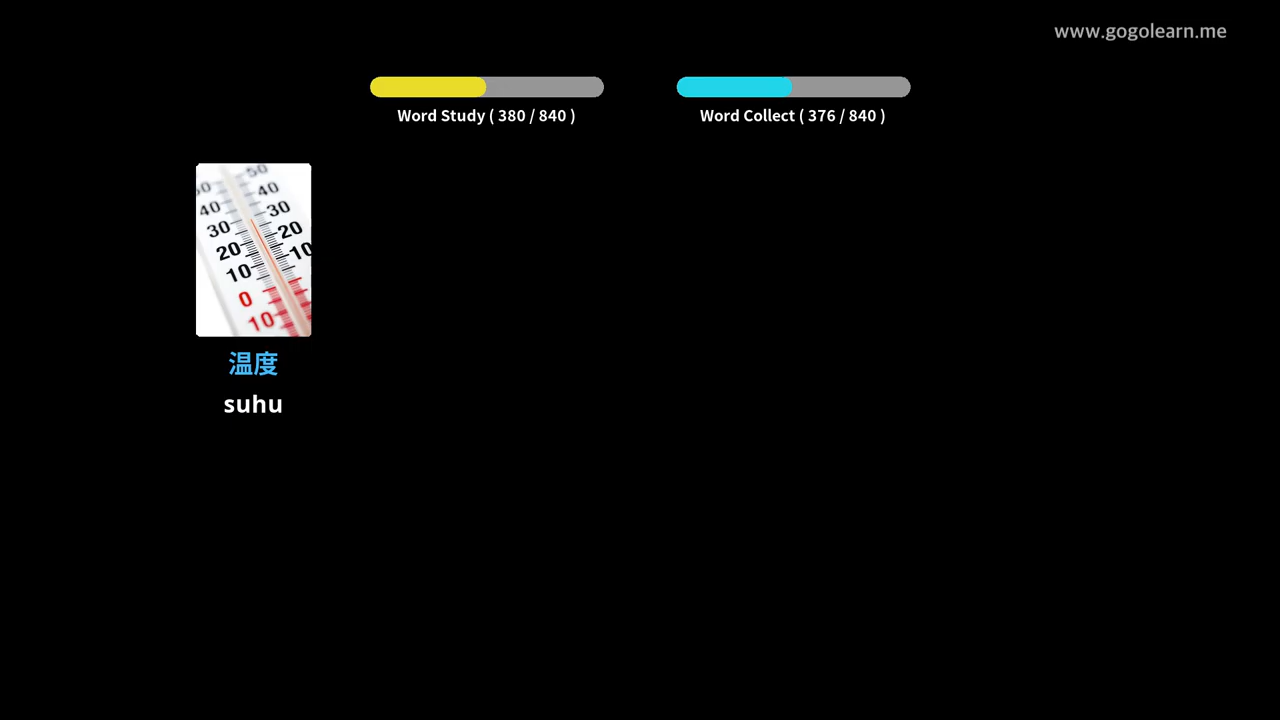 www.gogolearn.me
Word Study ( 380 / 840 )
Word Collect ( 376 / 840 )
50
40
40
30
30
20
20
10
10
0
10
温度
suhu